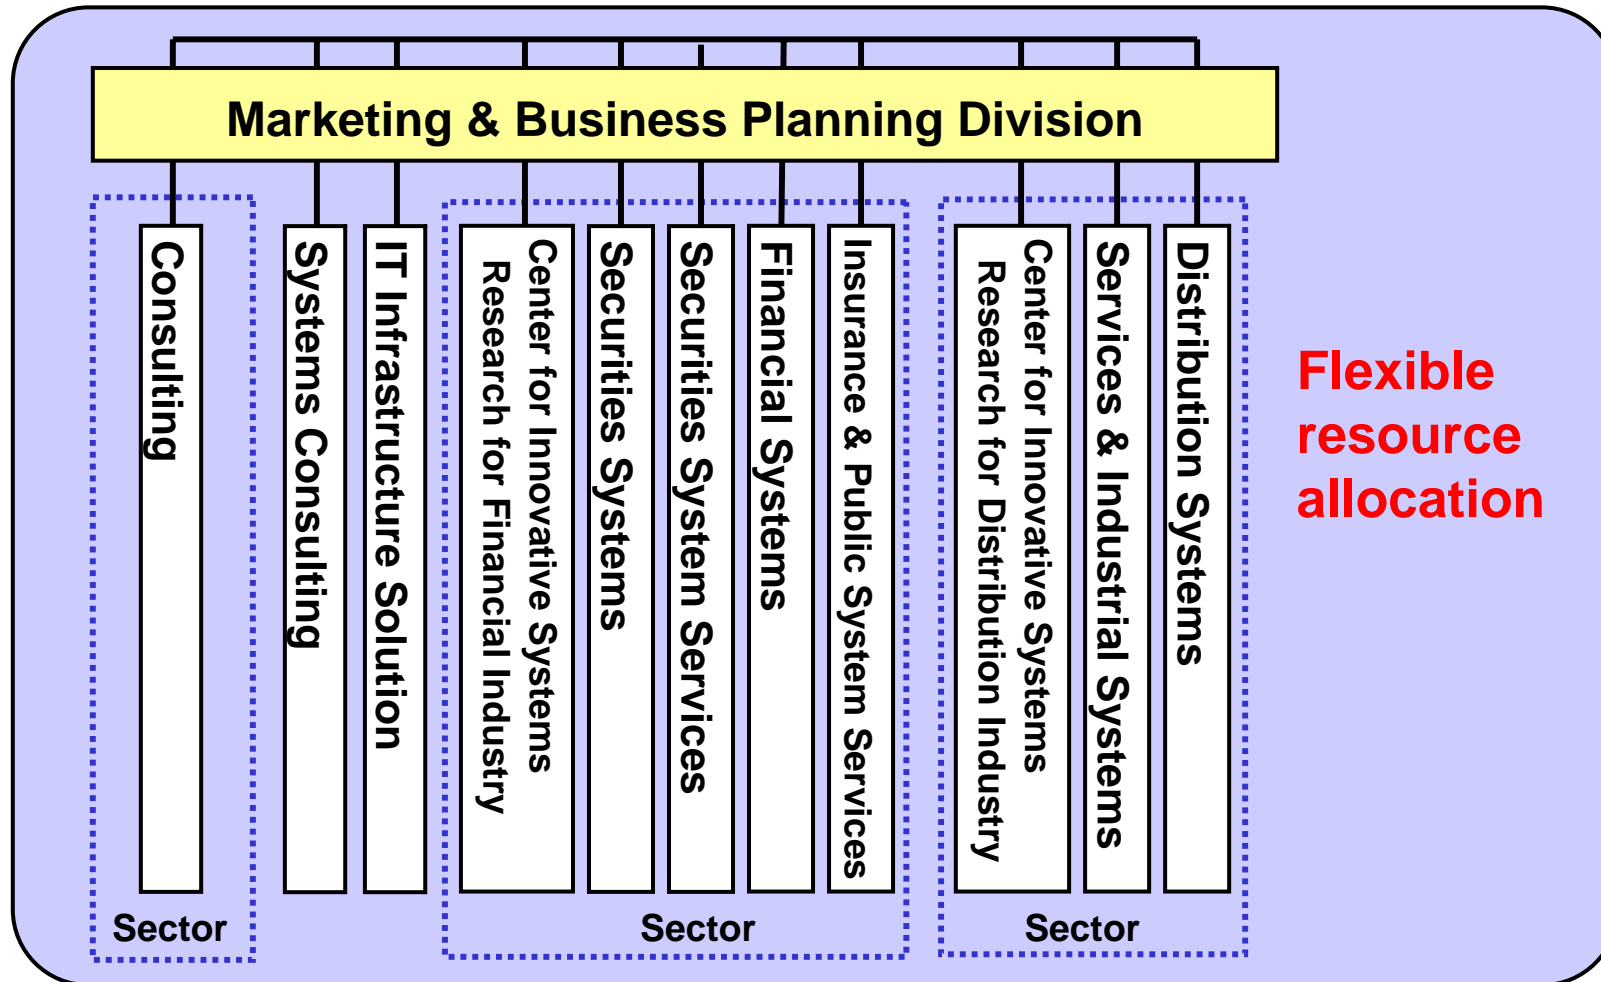 Marketing & Business Planning Division
Consulting
Systems Consulting
IT Infrastructure Solution
Center for Innovative Systems
Research for Financial Industry
Securities Systems
Securities System Services
Financial Systems
Insurance & Public System Services
Center for Innovative Systems
Research for Distribution Industry
Services & Industrial Systems
Distribution Systems
Flexible
resource
allocation
Sector
Sector
Sector